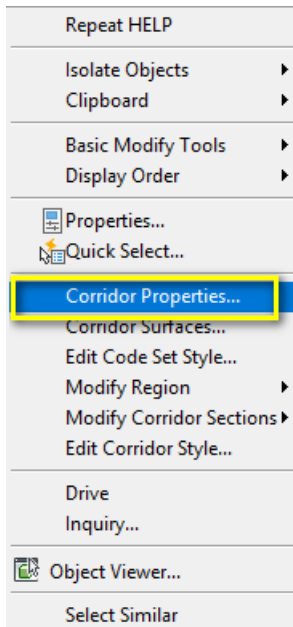 Repeat HELP
Isolate Objects
Clipboard
Basic Modify Tools
Display Order
Properties...
Quick Select...
Corridor Properties...
Corridor Surfaces...
Edit Code Set Style...
Modify Region
Modify Corridor Sections
Edit Corridor Style...
Drive
Inquiry...
Object Viewer...
Select Similar